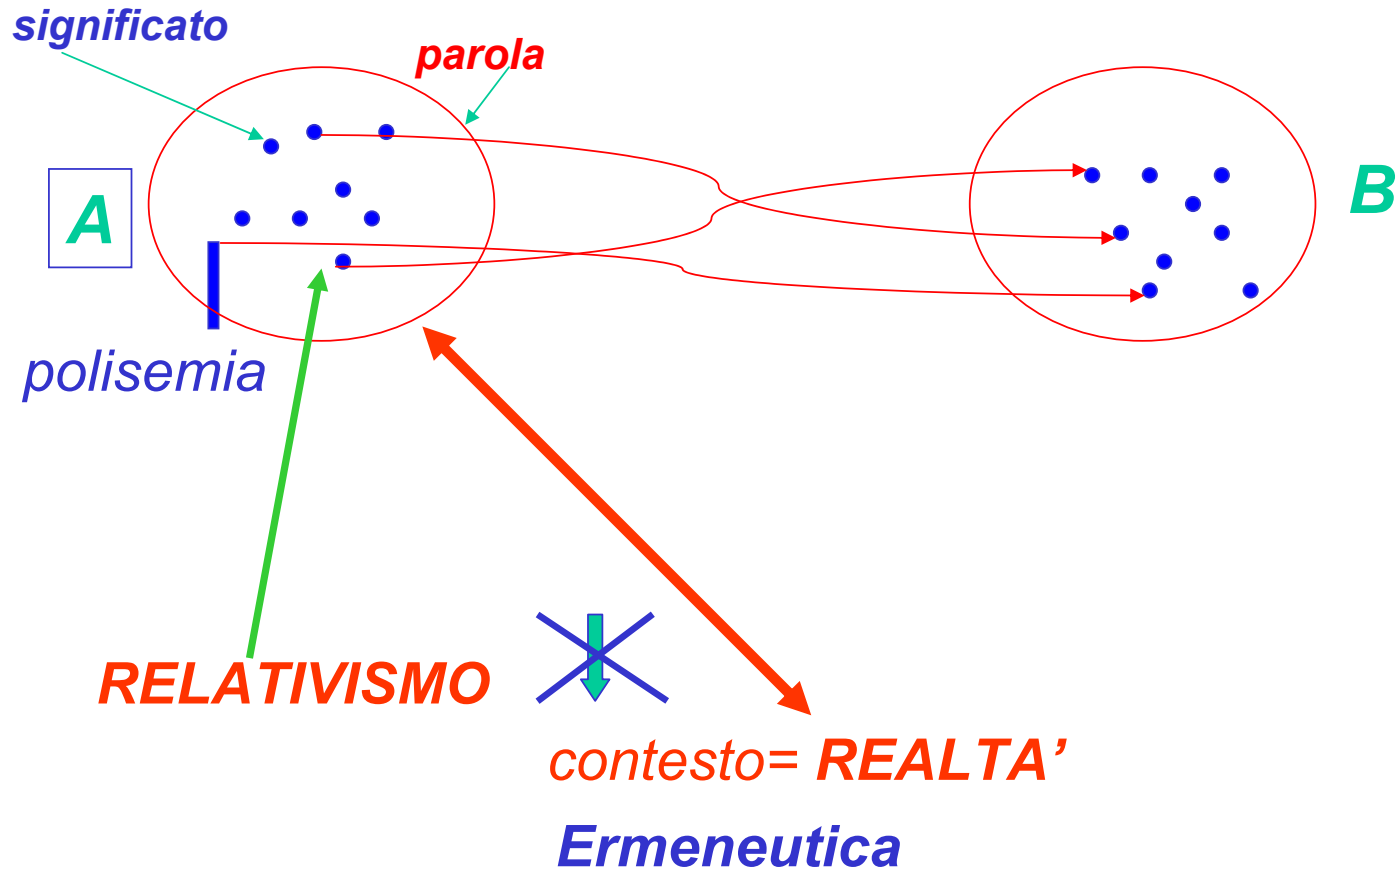 significato
parola
A
B
polisemia
RELATIVISMO
contesto= REALTA’
Ermeneutica